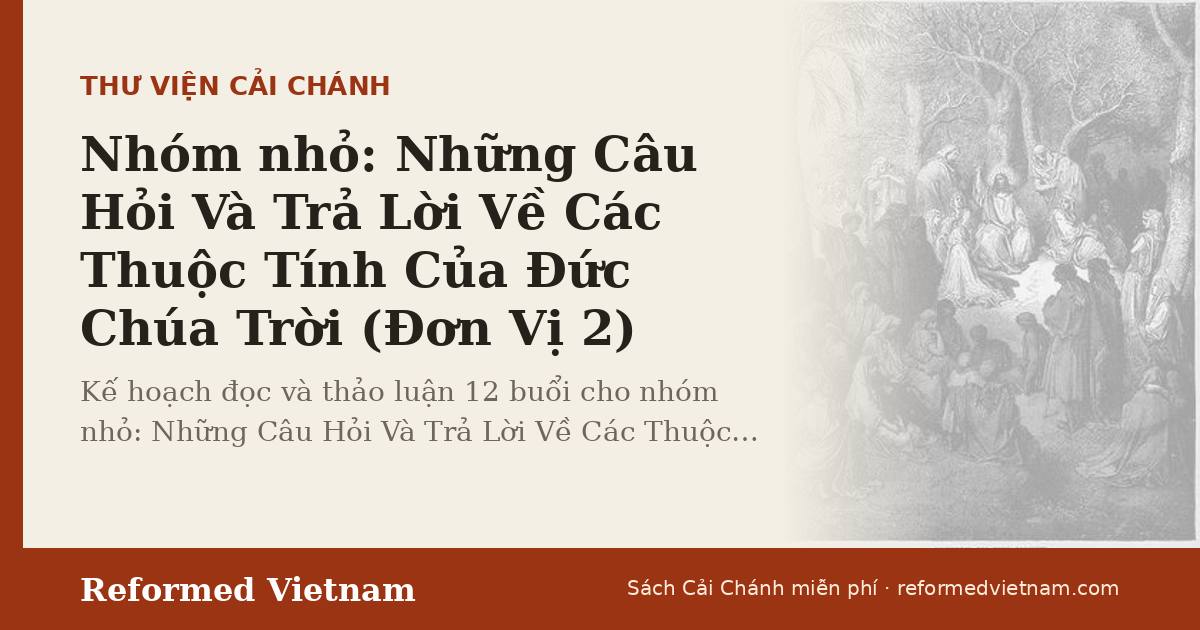 THƯ VIỆN CẢI CHÁNH
Nhóm nhỏ: Những Câu
Hỏi Và Trả Lời Về Các
Thuộc Tính Của Đức
Chúa Trời (Đơn Vị 2)
Kế hoạch đọc và thảo luận 12 buổi cho nhóm
nhỏ: Những Câu Hỏi Và Trả Lời Về Các Thuộc...
Reformed Vietnam
Sách Cải Chánh miễn phí · reformedvietnam.com